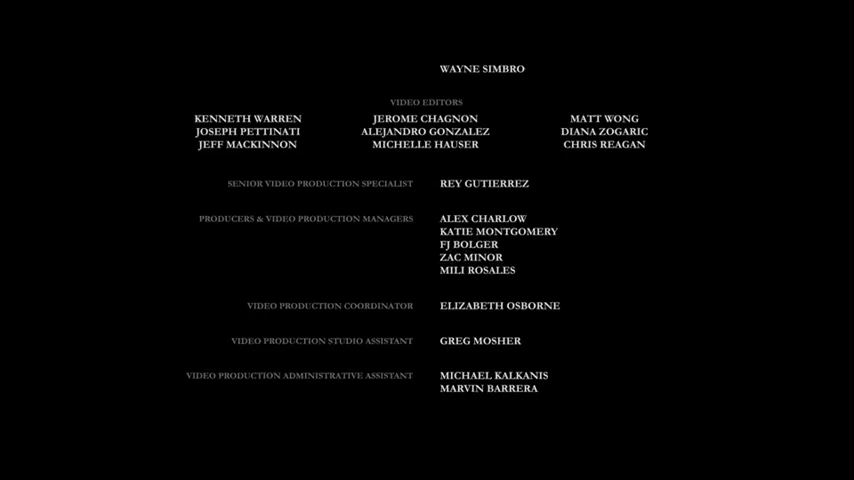 WAYNE SIMBRO
VIDEO EDITORS
KENNETH WARREN JEROME CHAGNON MATT WONG
JOSEPH PETTINATI ALEJANDRO GONZALEZ DIANA ZOGARIC
JEFF MACKINNON MICHELLE HAUSER CHRIS REAGAN
SENIOR VIDEO PRODUCTION SPECIALIST REY GUTIERREZ
PRODUCERS & VIDEO PRODUCTION MANAGERS ALEX CHARLOW
KATIE MONTGOMERY
FJ BOLGER
ZAC MINOR
MILI ROSALES
VIDEO PRODUCTION COORDINATOR ELIZABETH OSBORNE
VIDEO PRODUCTION STUDIO ASSISTANT GREG MOSHER
VIDEO PRODUCTION ADMINISTRATIVE ASSISTANT MICHAEL KALKANIS
MARVIN BARRERA